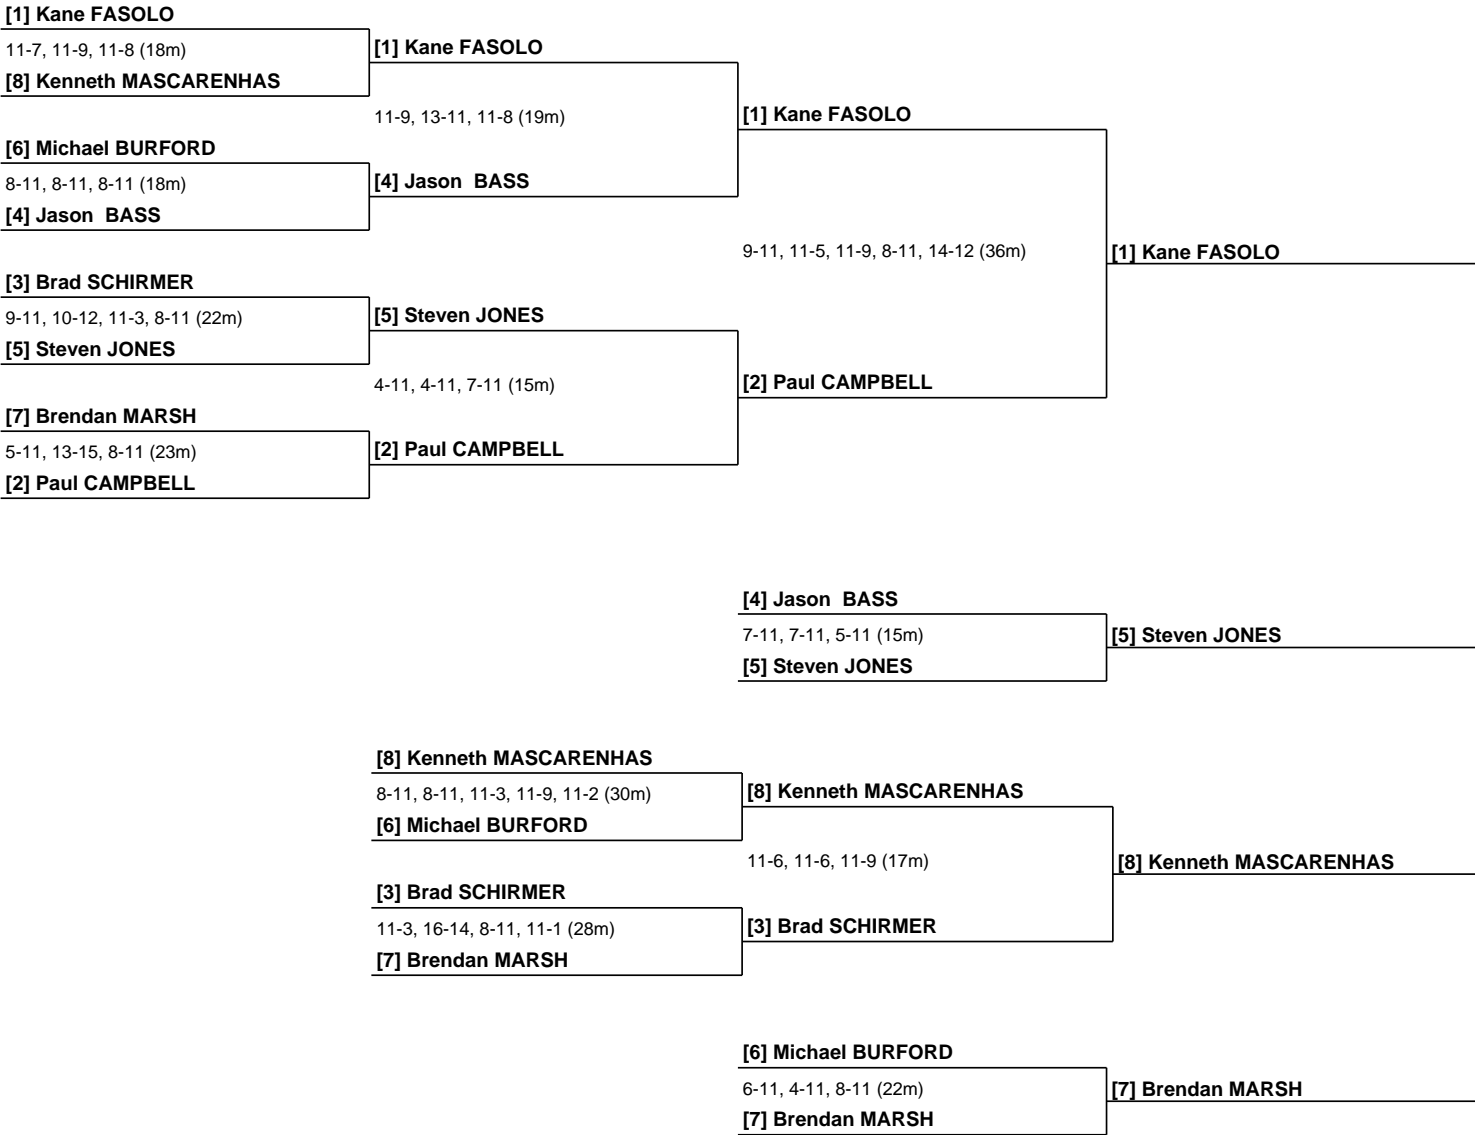 [1] Kane FASOLO
11-7, 11-9, 11-8 (18m)
[1] Kane FASOLO
[8] Kenneth MASCARENHAS
11-9, 13-11, 11-8 (19m)
[1] Kane FASOLO
[6] Michael BURFORD
8-11, 8-11, 8-11 (18m)
[4] Jason  BASS
[4] Jason  BASS
9-11, 11-5, 11-9, 8-11, 14-12 (36m)
[1] Kane FASOLO
[3] Brad SCHIRMER
9-11, 10-12, 11-3, 8-11 (22m)
[5] Steven JONES
[5] Steven JONES
4-11, 4-11, 7-11 (15m)
[2] Paul CAMPBELL
[7] Brendan MARSH
5-11, 13-15, 8-11 (23m)
[2] Paul CAMPBELL
[2] Paul CAMPBELL
[4] Jason  BASS
7-11, 7-11, 5-11 (15m)
[5] Steven JONES
[5] Steven JONES
[8] Kenneth MASCARENHAS
8-11, 8-11, 11-3, 11-9, 11-2 (30m)
[8] Kenneth MASCARENHAS
[6] Michael BURFORD
11-6, 11-6, 11-9 (17m)
[8] Kenneth MASCARENHAS
[3] Brad SCHIRMER
11-3, 16-14, 8-11, 11-1 (28m)
[3] Brad SCHIRMER
[7] Brendan MARSH
[6] Michael BURFORD
6-11, 4-11, 8-11 (22m)
[7] Brendan MARSH
[7] Brendan MARSH